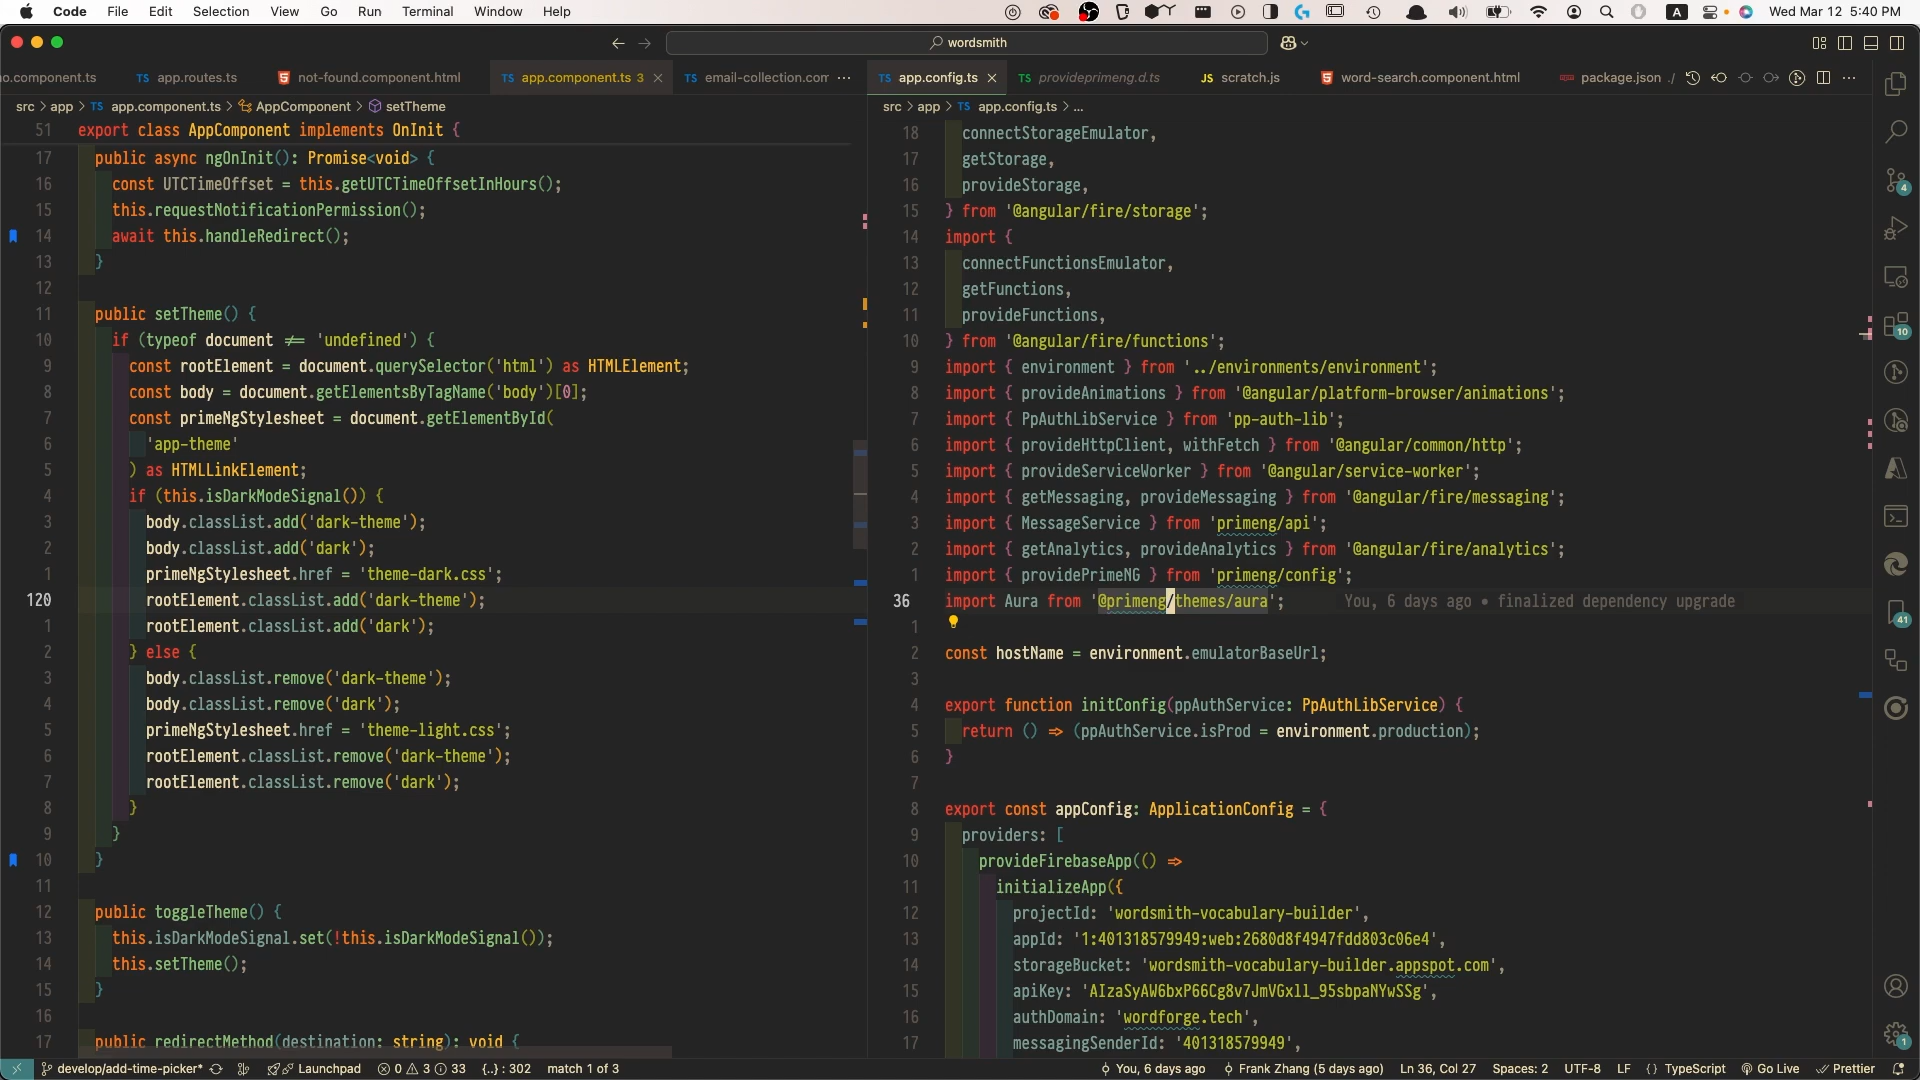 Code File Edit Selection View Go Run Terminal Window Help
A Wed Mar 12 5:40 PM
wordsmith
o.component.ts
TS app.routes.ts
not-found.component.html
TS app.component.ts 3
TS email-collection.com ...
TS app.config.ts
TS provideprimeng.d.ts
JS scratch.js
word-search.component.html
package.json ./
src > app > TS app.component.ts > AppComponent > setTheme
51 export class AppComponent implements OnInit {
17 public async ngOnInit(): Promise<void> {
16 const UTCTimeOffset = this.getUTCTimeOffsetInHours();
15 this.requestNotificationPermission();
14 await this.handleRedirect();
13 }
12
11 public setTheme() {
10 if (typeof document ≠ 'undefined') {
9 const rootElement = document.querySelector('html') as HTMLElement;
8 const body = document.getElementsByTagName('body')[0];
7 const primeNgStylesheet = document.getElementById(
6 'app-theme'
5 ) as HTMLLinkElement;
4 if (this.isDarkModeSignal()) {
3 body.classList.add('dark-theme');
2 body.classList.add('dark');
1 primeNgStylesheet.href = 'theme-dark.css';
120 rootElement.classList.add('dark-theme');
1 rootElement.classList.add('dark');
2 } else {
3 body.classList.remove('dark-theme');
4 body.classList.remove('dark');
5 primeNgStylesheet.href = 'theme-light.css';
6 rootElement.classList.remove('dark-theme');
7 rootElement.classList.remove('dark');
8 }
9 }
10 }
11
12 public toggleTheme() {
13 this.isDarkModeSignal.set(!this.isDarkModeSignal());
14 this.setTheme();
15 }
16
17 public redirectMethod(destination: string): void {
src > app > TS app.config.ts > ...
18 connectStorageEmulator,
17 getStorage,
16 provideStorage,
15 } from '@angular/fire/storage';
14 import {
13 connectFunctionsEmulator,
12 getFunctions,
11 provideFunctions,
10 } from '@angular/fire/functions';
9 import { environment } from '../environments/environment';
8 import { provideAnimations } from '@angular/platform-browser/animations';
7 import { PpAuthLibService } from 'pp-auth-lib';
6 import { provideHttpClient, withFetch } from '@angular/common/http';
5 import { provideServiceWorker } from '@angular/service-worker';
4 import { getMessaging, provideMessaging } from '@angular/fire/messaging';
3 import { MessageService } from 'primeng/api';
2 import { getAnalytics, provideAnalytics } from '@angular/fire/analytics';
1 import { providePrimeNG } from 'primeng/config';
36 import Aura from '@primeng/themes/aura'; You, 6 days ago • finalized dependency upgrade
1
2 const hostName = environment.emulatorBaseUrl;
3
4 export function initConfig(ppAuthService: PpAuthLibService) {
5 return () ⇒ (ppAuthService.isProd = environment.production);
6 }
7
8 export const appConfig: ApplicationConfig = {
9 providers: [
10 provideFirebaseApp(() ⇒
11 initializeApp({
12 projectId: 'wordsmith-vocabulary-builder',
13 appId: '1:401318579949:web:2680d8f4947fdd803c06e4',
14 storageBucket: 'wordsmith-vocabulary-builder.appspot.com',
15 apiKey: 'AIzaSyAW6bxP66Cg8v7JmVGxll_95sbpaNYwSSg',
16 authDomain: 'wordforge.tech',
17 messagingSenderId: '401318579949',
4
10
41
1
develop/add-time-picker* Launchpad 0 3 33 {..} : 302 match 1 of 3 You, 6 days ago Frank Zhang (5 days ago) Ln 36, Col 27 Spaces: 2 UTF-8 LF {} TypeScript Go Live Prettier